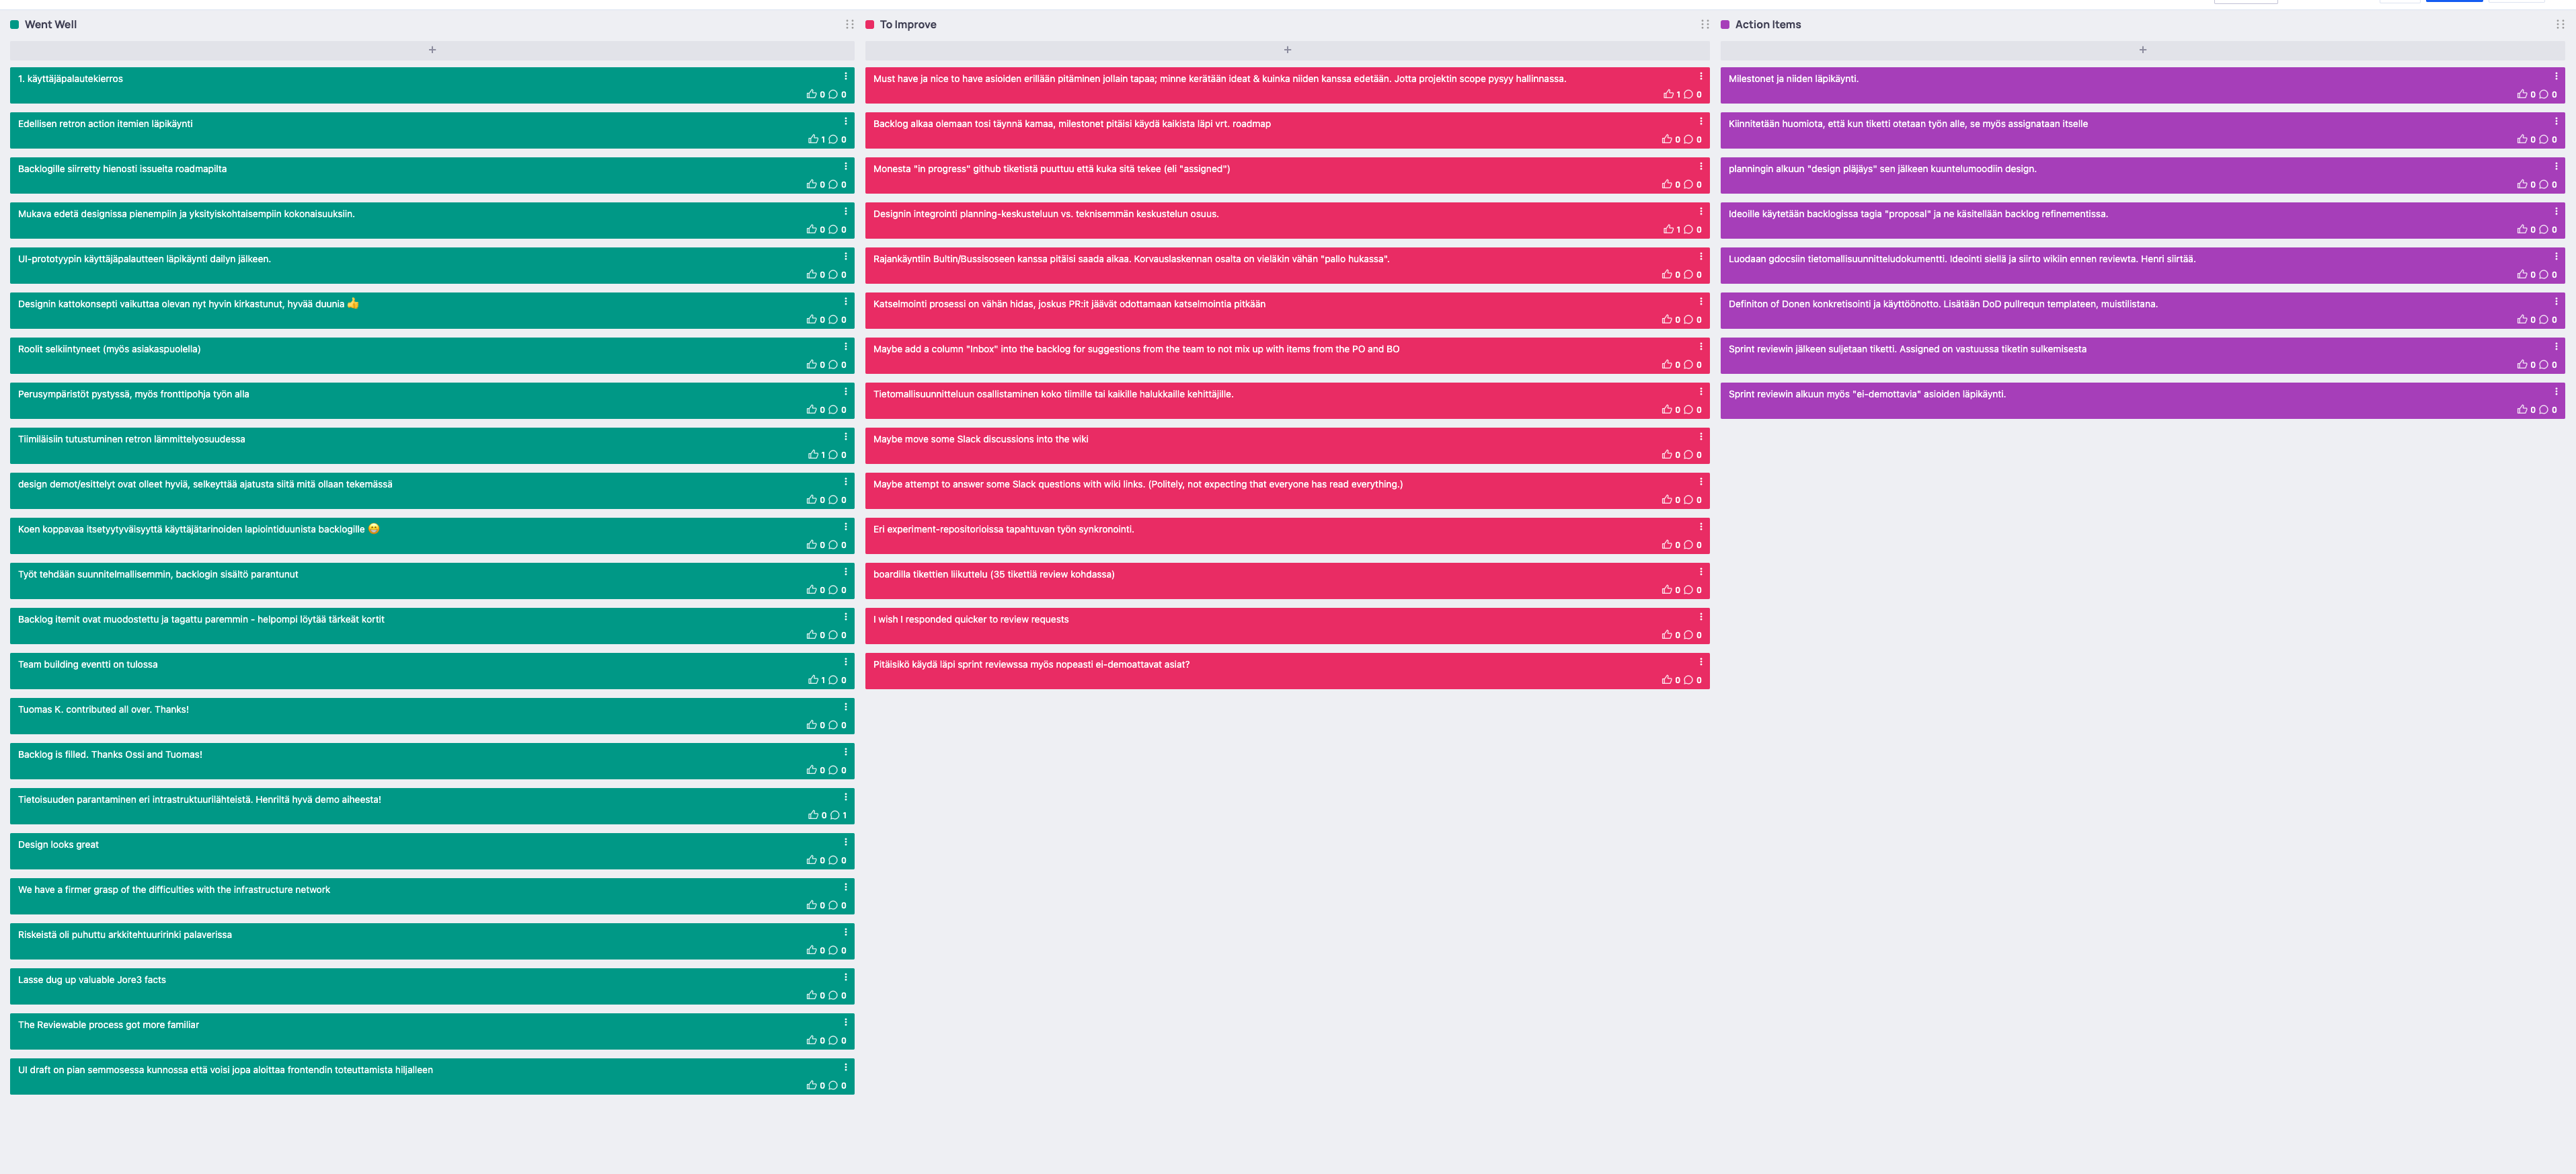 Went Well
+
1. käyttäjäpalautekierros
0 0
Edellisen retron action itemien läpikäynti
1 0
Backlogille siirretty hienosti issueita roadmapilta
0 0
Mukava edetä designissa pienempiin ja yksityiskohtaisempiin kokonaisuuksiin.
0 0
UI-prototyypin käyttäjäpalautteen läpikäynti dailyn jälkeen.
0 0
Designin kattokonsepti vaikuttaa olevan nyt hyvin kirkastunut, hyvää duunia 👍
0 0
Roolit selkiintyneet (myös asiakaspuolella)
0 0
Perusympäristöt pystyssä, myös fronttipohja työn alla
0 0
Tiimiläisiin tutustuminen retron lämmittelyosuudessa
1 0
design demot/esittelyt ovat olleet hyviä, selkeyttää ajatusta siitä mitä ollaan tekemässä
0 0
Koen koppavaa itsetyytyväisyyttä käyttäjätarinoiden lapiointiduunista backlogille 😁
0 0
Työt tehdään suunnitelmallisemmin, backlogin sisältö parantunut
0 0
Backlog itemit ovat muodostettu ja tagattu paremmin - helpompi löytää tärkeät kortit
0 0
Team building eventti on tulossa
1 0
Tuomas K. contributed all over. Thanks!
0 0
Backlog is filled. Thanks Ossi and Tuomas!
0 0
Tietoisuuden parantaminen eri intrastruktuurilähteistä. Henriltä hyvä demo aiheesta!
0 1
Design looks great
0 0
We have a firmer grasp of the difficulties with the infrastructure network
0 0
Riskeistä oli puhuttu arkkitehtuuririnki palaverissa
0 0
Lasse dug up valuable Jore3 facts
0 0
The Reviewable process got more familiar
0 0
UI draft on pian semmosessa kunnossa että voisi jopa aloittaa frontendin toteuttamista hiljalleen
0 0
To Improve
+
Must have ja nice to have asioiden erillään pitäminen jollain tapaa; minne kerätään ideat & kuinka niiden kanssa edetään. Jotta projektin scope pysyy hallinnassa.
1 0
Backlog alkaa olemaan tosi täynnä kamaa, milestonet pitäisi käydä kaikista läpi vrt. roadmap
0 0
Monesta "in progress" github tiketistä puuttuu että kuka sitä tekee (eli "assigned")
0 0
Designin integrointi planning-keskusteluun vs. teknisemmän keskustelun osuus.
1 0
Rajankäyntiin Bultin/Bussisoseen kanssa pitäisi saada aikaa. Korvauslaskennan osalta on vieläkin vähän "pallo hukassa".
0 0
Katselmointi prosessi on vähän hidas, joskus PR:it jäävät odottamaan katselmointia pitkään
0 0
Maybe add a column "Inbox" into the backlog for suggestions from the team to not mix up with items from the PO and BO
0 0
Tietomallisuunnitteluun osallistaminen koko tiimille tai kaikille halukkaille kehittäjille.
0 0
Maybe move some Slack discussions into the wiki
0 0
Maybe attempt to answer some Slack questions with wiki links. (Politely, not expecting that everyone has read everything.)
0 0
Eri experiment-repositorioissa tapahtuvan työn synkronointi.
0 0
boardilla tikettien liikuttelu (35 tikettiä review kohdassa)
0 0
I wish I responded quicker to review requests
0 0
Pitäisikö käydä läpi sprint reviewssa myös nopeasti ei-demoattavat asiat?
0 0
Action Items
+
Milestonet ja niiden läpikäynti.
0 0
Kiinnitetään huomiota, että kun tiketti otetaan työn alle, se myös assignataan itselle
0 0
planningin alkuun "design pläjäys" sen jälkeen kuuntelumoodiin design.
0 0
Ideoille käytetään backlogissa tagia "proposal" ja ne käsitellään backlog refinementissa.
0 0
Luodaan gdocsiin tietomallisuunnitteludokumentti. Ideointi siellä ja siirto wikiin ennen reviewta. Henri siirtää.
0 0
Definiton of Donen konkretisointi ja käyttöönotto. Lisätään DoD pullrequn templateen, muistilistana.
0 0
Sprint reviewin jälkeen suljetaan tiketti. Assigned on vastuussa tiketin sulkemisesta
0 0
Sprint reviewin alkuun myös "ei-demottavia" asioiden läpikäynti.
0 0